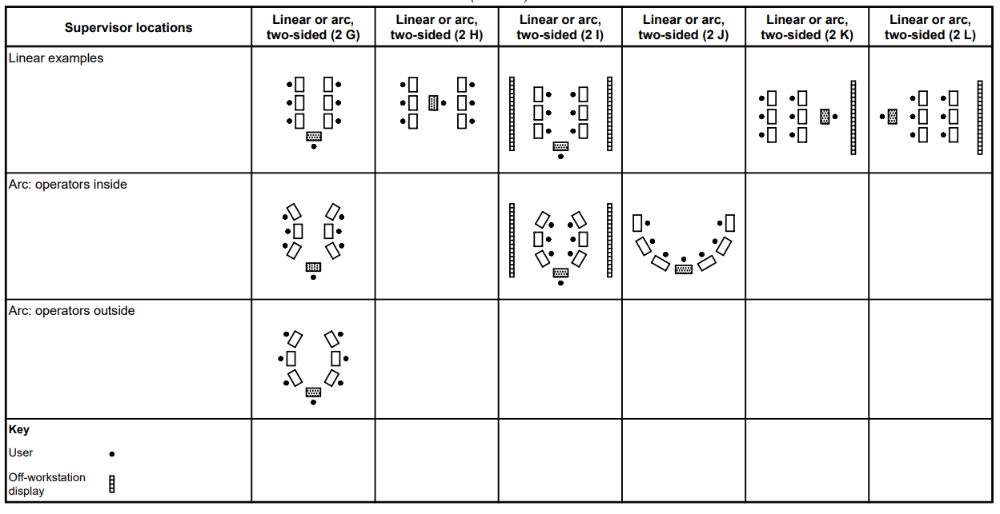 Supervisor locations
Linear or arc,
two-sided (2 G)
Linear or arc,
two-sided (2 H)
Linear or arc,
two-sided (2 I)
Linear or arc,
two-sided (2 J)
Linear or arc,
two-sided (2 K)
Linear or arc,
two-sided (2 L)
Linear examples
Arc: operators inside
Arc: operators outside
Key
User
Off-workstation
display